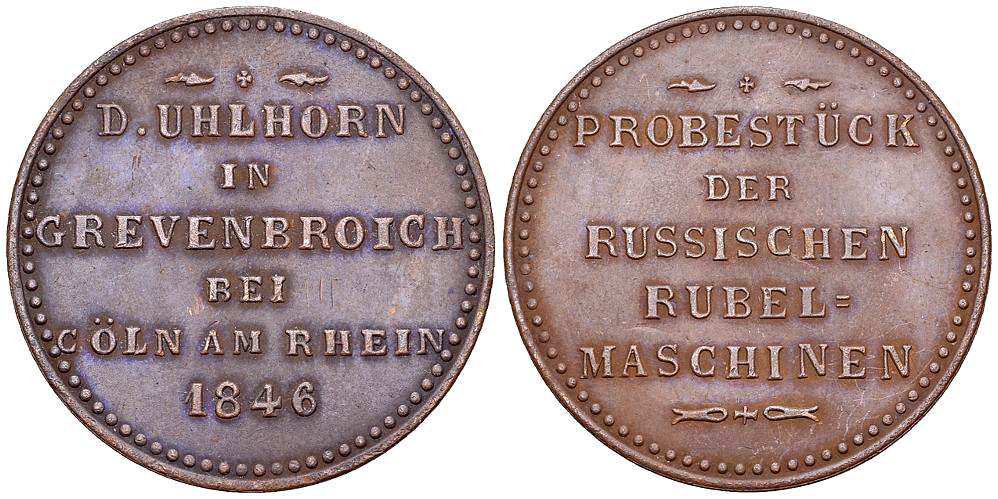 D. UHLHORN
IN
GREVENBROICH
BEI
CÖLN AM RHEIN
1846
PROBESTÜCK
DER
RUSSISCHEN
RUBEL=
MASCHINEN